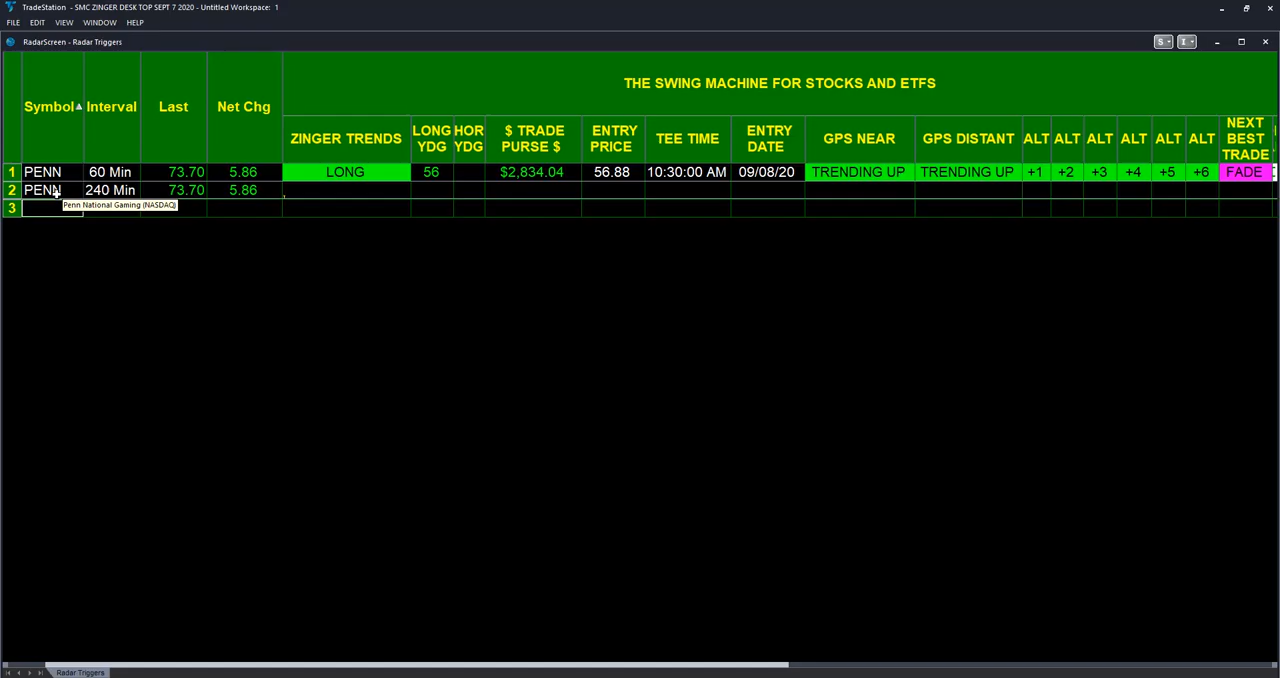 TradeStation - SMC ZINGER DESK TOP SEPT 7 2020 - Untitled Workspace: 1
FILE EDIT VIEW WINDOW HELP
RadarScreen - Radar Triggers
S I
THE SWING MACHINE FOR STOCKS AND ETFS
Symbol Interval Last Net Chg
ZINGER TRENDS LONG YDG HOR YDG $ TRADE PURSE $ ENTRY PRICE TEE TIME ENTRY DATE GPS NEAR GPS DISTANT ALT ALT ALT ALT ALT ALT NEXT BEST TRADE
1 PENN 60 Min 73.70 5.86 LONG 56 $2,834.04 56.88 10:30:00 AM 09/08/20 TRENDING UP TRENDING UP +1 +2 +3 +4 +5 +6 FADE
2 PENN 240 Min 73.70 5.86
Penn National Gaming (NASDAQ)
3
Radar Triggers